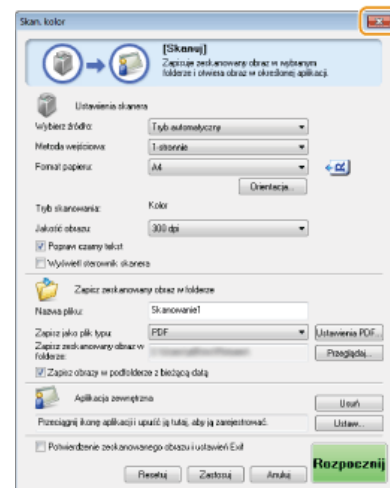 Skan. kolor
[Skanuj]
Zapisuje zeskanowany obraz w wybranym
folderze i otwiera obraz w określonej aplikacji.
Ustawienia skanera
Wybierz źródło: Tryb automatyczny
Metoda wejściowa: 1-stronnie
Format papieru: A4
Orientacja...
Tryb skanowania: Kolor
Jakość obrazu: 300 dpi
Popraw czarny tekst
Wyświetl sterownik skanera
Zapisz zeskanowany obraz w folderze
Nazwa pliku: Skanowanie1
Zapisz jako plik typu: PDF Ustawienia PDF...
Zapisz zeskanowany obraz w
folderze: Przeglądaj...
Zapisz obrazy w podfolderze z bieżącą datą
Aplikacja zewnętrzna Usuń
Przeciągnij ikonę aplikacji i upuść ją tutaj, aby ją zarejestrować. Ustaw...
Potwierdzenie zeskanowanego obrazu i ustawień Exif
Resetuj Zastosuj Anuluj Rozpocznij